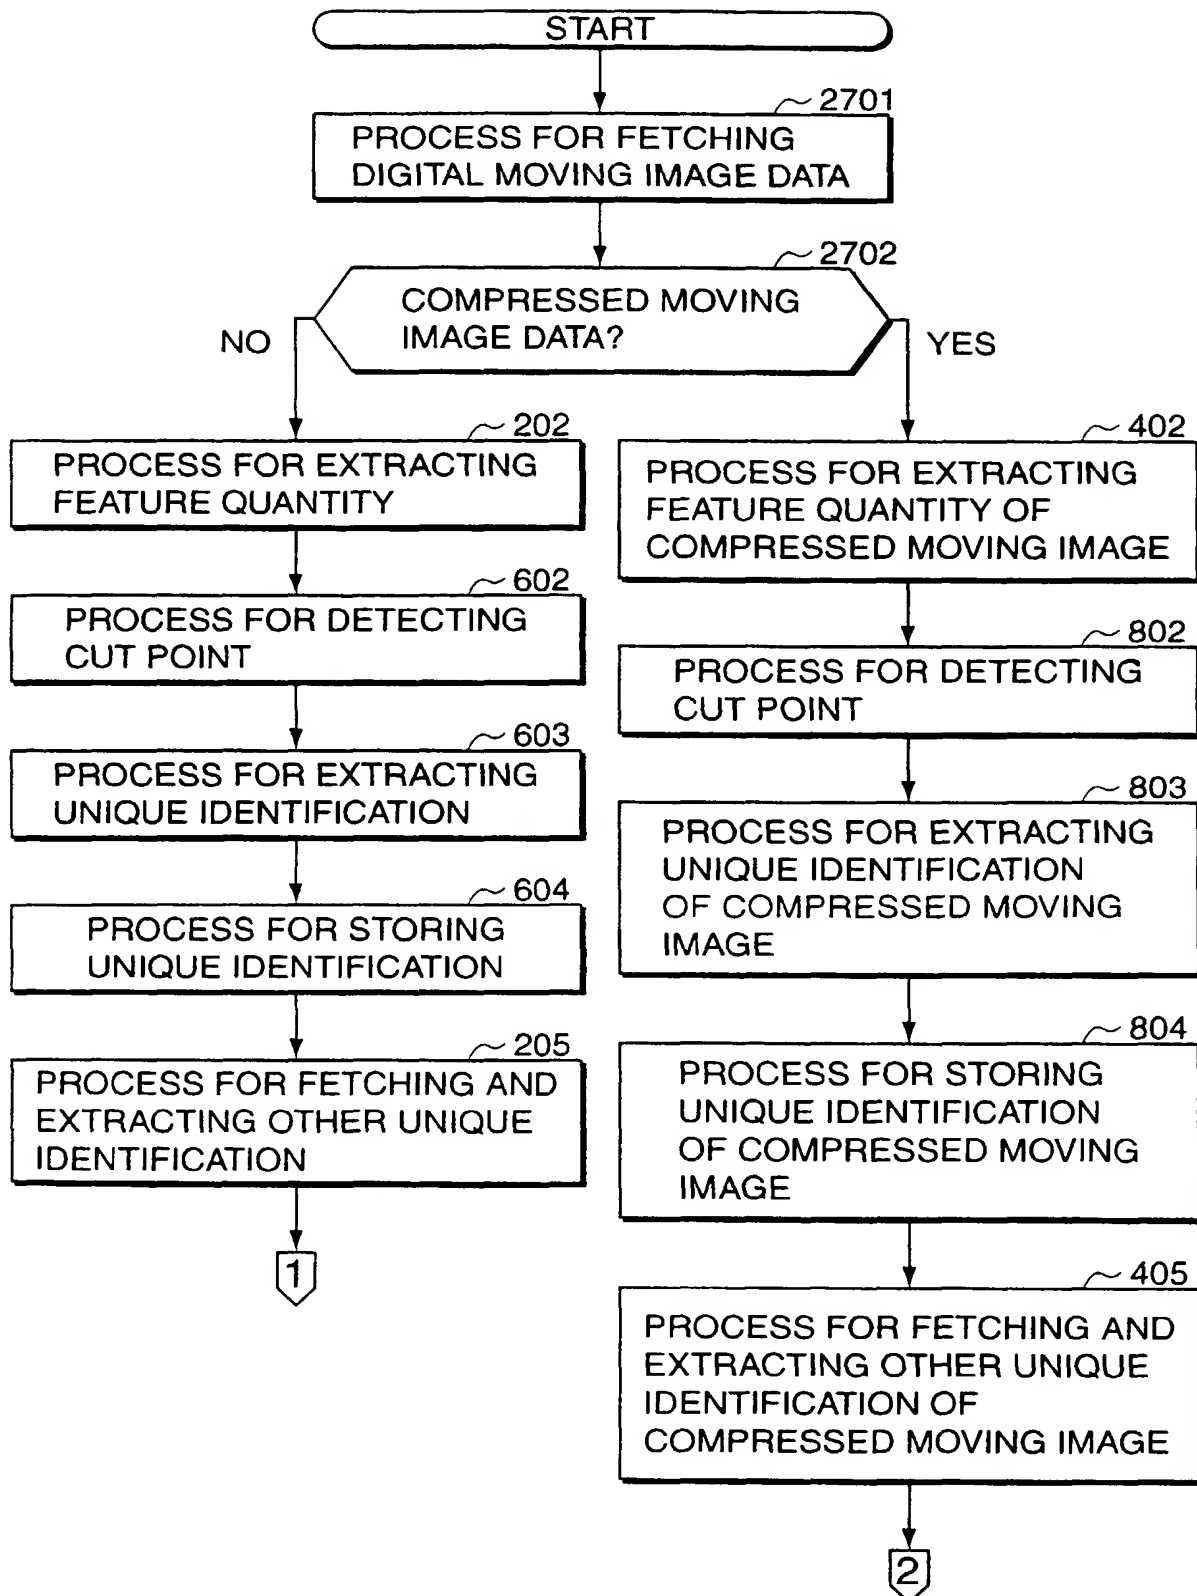 START
2701
PROCESS FOR FETCHING
DIGITAL MOVING IMAGE DATA
2702
COMPRESSED MOVING
IMAGE DATA?
NO
YES
202
PROCESS FOR EXTRACTING
FEATURE QUANTITY
602
PROCESS FOR DETECTING
CUT POINT
603
PROCESS FOR EXTRACTING
UNIQUE IDENTIFICATION
604
PROCESS FOR STORING
UNIQUE IDENTIFICATION
205
PROCESS FOR FETCHING AND
EXTRACTING OTHER UNIQUE
IDENTIFICATION
1
402
PROCESS FOR EXTRACTING
FEATURE QUANTITY OF
COMPRESSED MOVING IMAGE
802
PROCESS FOR DETECTING
CUT POINT
803
PROCESS FOR EXTRACTING
UNIQUE IDENTIFICATION
OF COMPRESSED MOVING
IMAGE
804
PROCESS FOR STORING
UNIQUE IDENTIFICATION
OF COMPRESSED MOVING
IMAGE
405
PROCESS FOR FETCHING AND
EXTRACTING OTHER UNIQUE
IDENTIFICATION OF
COMPRESSED MOVING IMAGE
2